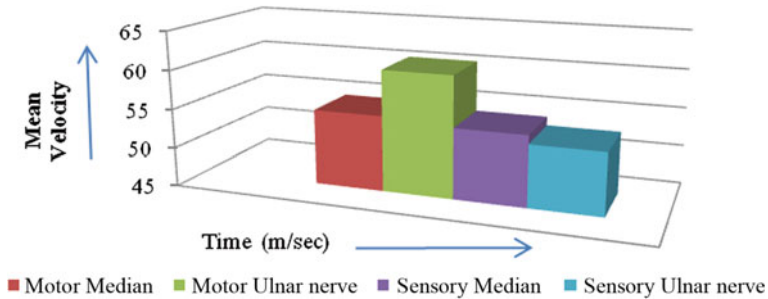 65
60
55
50
45
Mean
Velocity
Time (m/sec)
Motor Median Motor Ulnar nerve Sensory Median Sensory Ulnar nerve